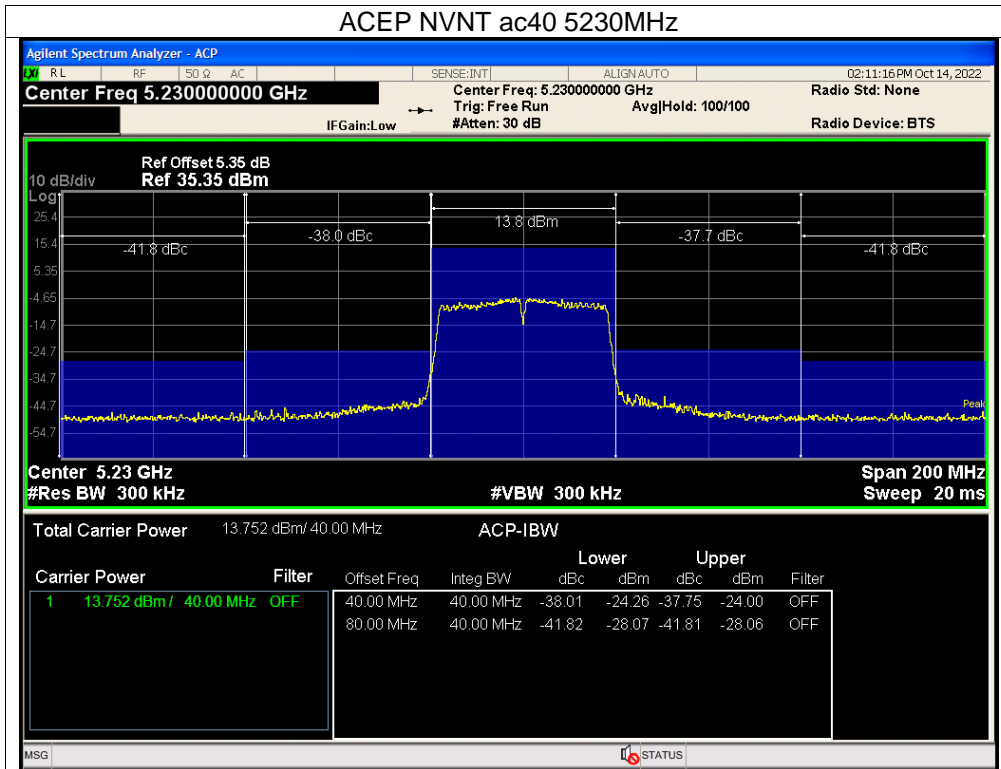 ACEP NVNT ac40 5230MHz
Agilent Spectrum Analyzer - ACP
LXI RL RF 50 Ω AC SENSE:INT ALIGN AUTO 02:11:16 PM Oct 14, 2022
Center Freq 5.230000000 GHz Center Freq: 5.230000000 GHz Radio Std: None
Trig: Free Run Avg|Hold: 100/100
IFGain:Low #Atten: 30 dB Radio Device: BTS
Ref Offset 5.35 dB
10 dB/div Ref 35.35 dBm
Log
25.4
13.8 dBm
-38.0 dBc -37.7 dBc
15.4
-41.8 dBc -41.8 dBc
5.35
-4.65
-14.7
-24.7
-34.7
-44.7
Peak
-54.7
Center 5.23 GHz Span 200 MHz
#Res BW 300 kHz #VBW 300 kHz Sweep 20 ms
Total Carrier Power 13.752 dBm/ 40.00 MHz ACP-IBW
Lower Upper
Carrier Power Filter Offset Freq Integ BW dBc dBm dBc dBm Filter
1 13.752 dBm / 40.00 MHz OFF 40.00 MHz 40.00 MHz -38.01 -24.26 -37.75 -24.00 OFF
80.00 MHz 40.00 MHz -41.82 -28.07 -41.81 -28.06 OFF
MSG STATUS